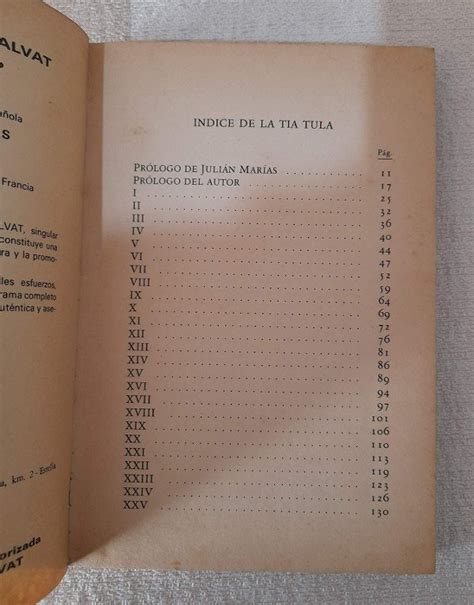 ALVAT
ñola
AS
Francia
LVAT, singular
constituye una
ra y la promo-
lles esfuerzos,
rama completo
uténtica y ase-
a, km. 2 - Estella
orizada
VAT
INDICE DE LA TIA TULA
Pág.
PRÓLOGO DE JULIÁN MARÍAS 11
PRÓLOGO DEL AUTOR 17
I 25
II 32
III 36
IV 40
V 44
VI 47
VII 52
VIII 57
IX 59
X 64
XI 69
XII 72
XIII 76
XIV 81
XV 86
XVI 89
XVII 94
XVIII 97
XIX 101
XX 106
XXI 110
XXII 113
XXIII 119
XXIV 123
XXV 126
130